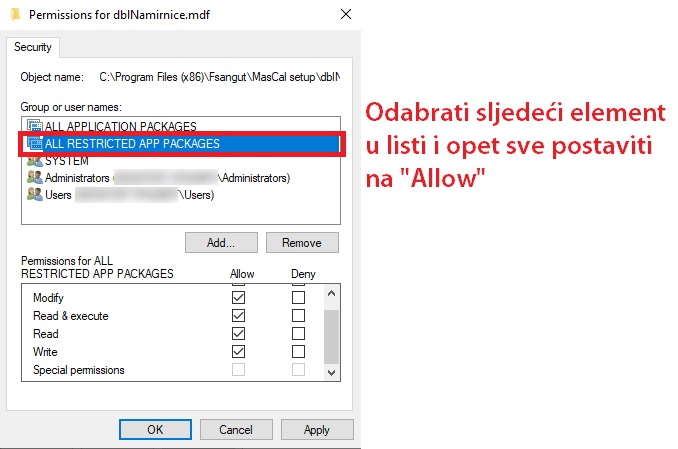 Permissions for dblNamirnice.mdf
Security
Object name: C:\Program Files (x86)\Fsangut\MasCal setup\dblN
Group or user names:
ALL APPLICATION PACKAGES
ALL RESTRICTED APP PACKAGES
SYSTEM
Administrators ( \Administrators)
Users \Users)
Add... Remove
Permissions for ALL
RESTRICTED APP PACKAGES Allow Deny
Modify
Read & execute
Read
Write
Special permissions
OK Cancel Apply
Odabrati sljedeći element
u listi i opet sve postaviti
na "Allow"